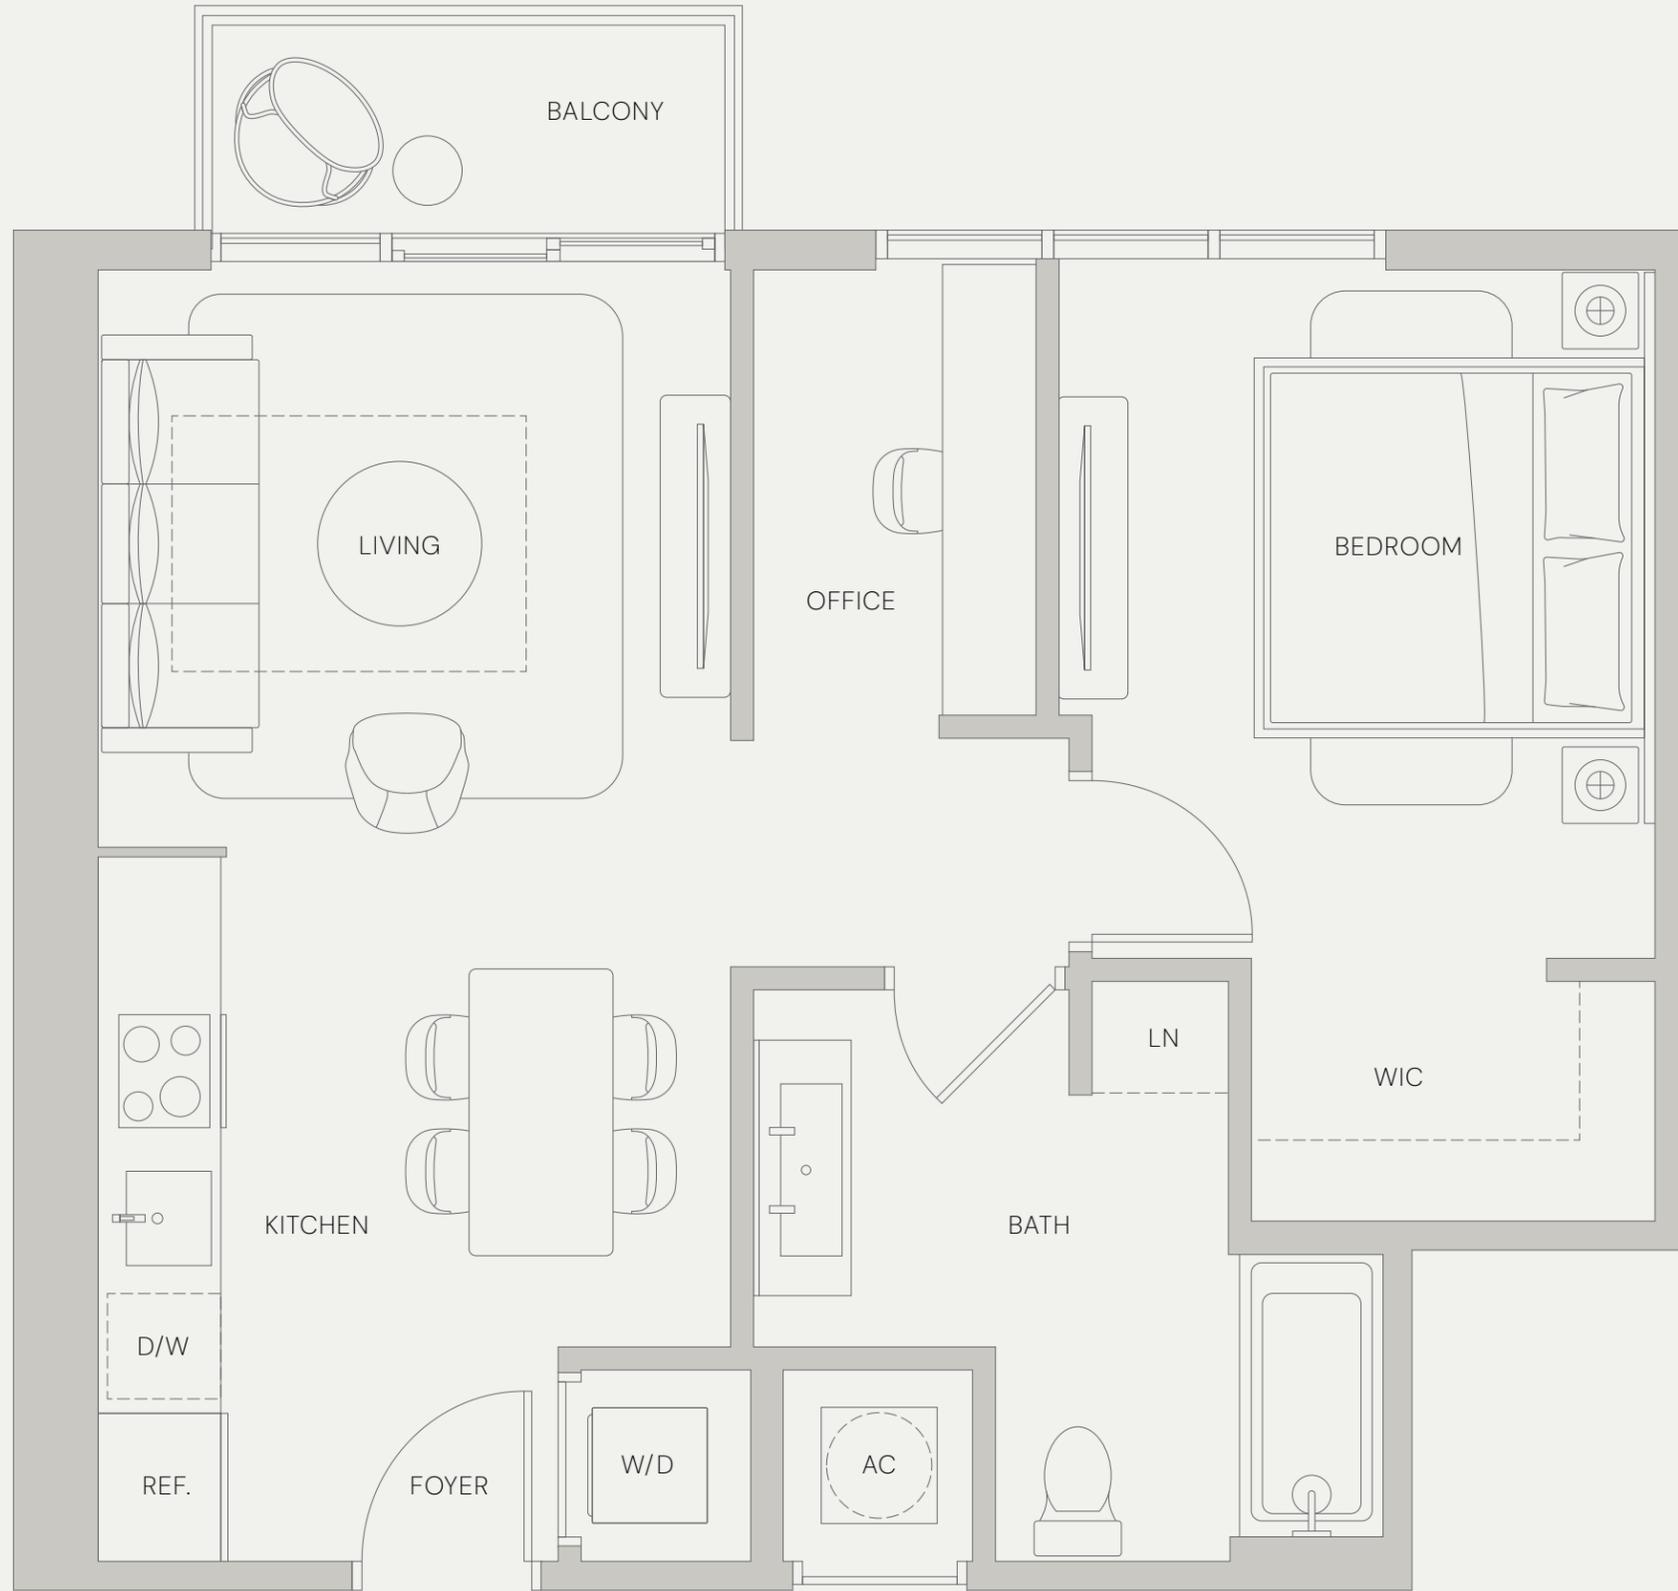 BALCONY
LIVING
OFFICE
BEDROOM
LN
WIC
KITCHEN
BATH
D/W
REF.
FOYER
W/D
AC